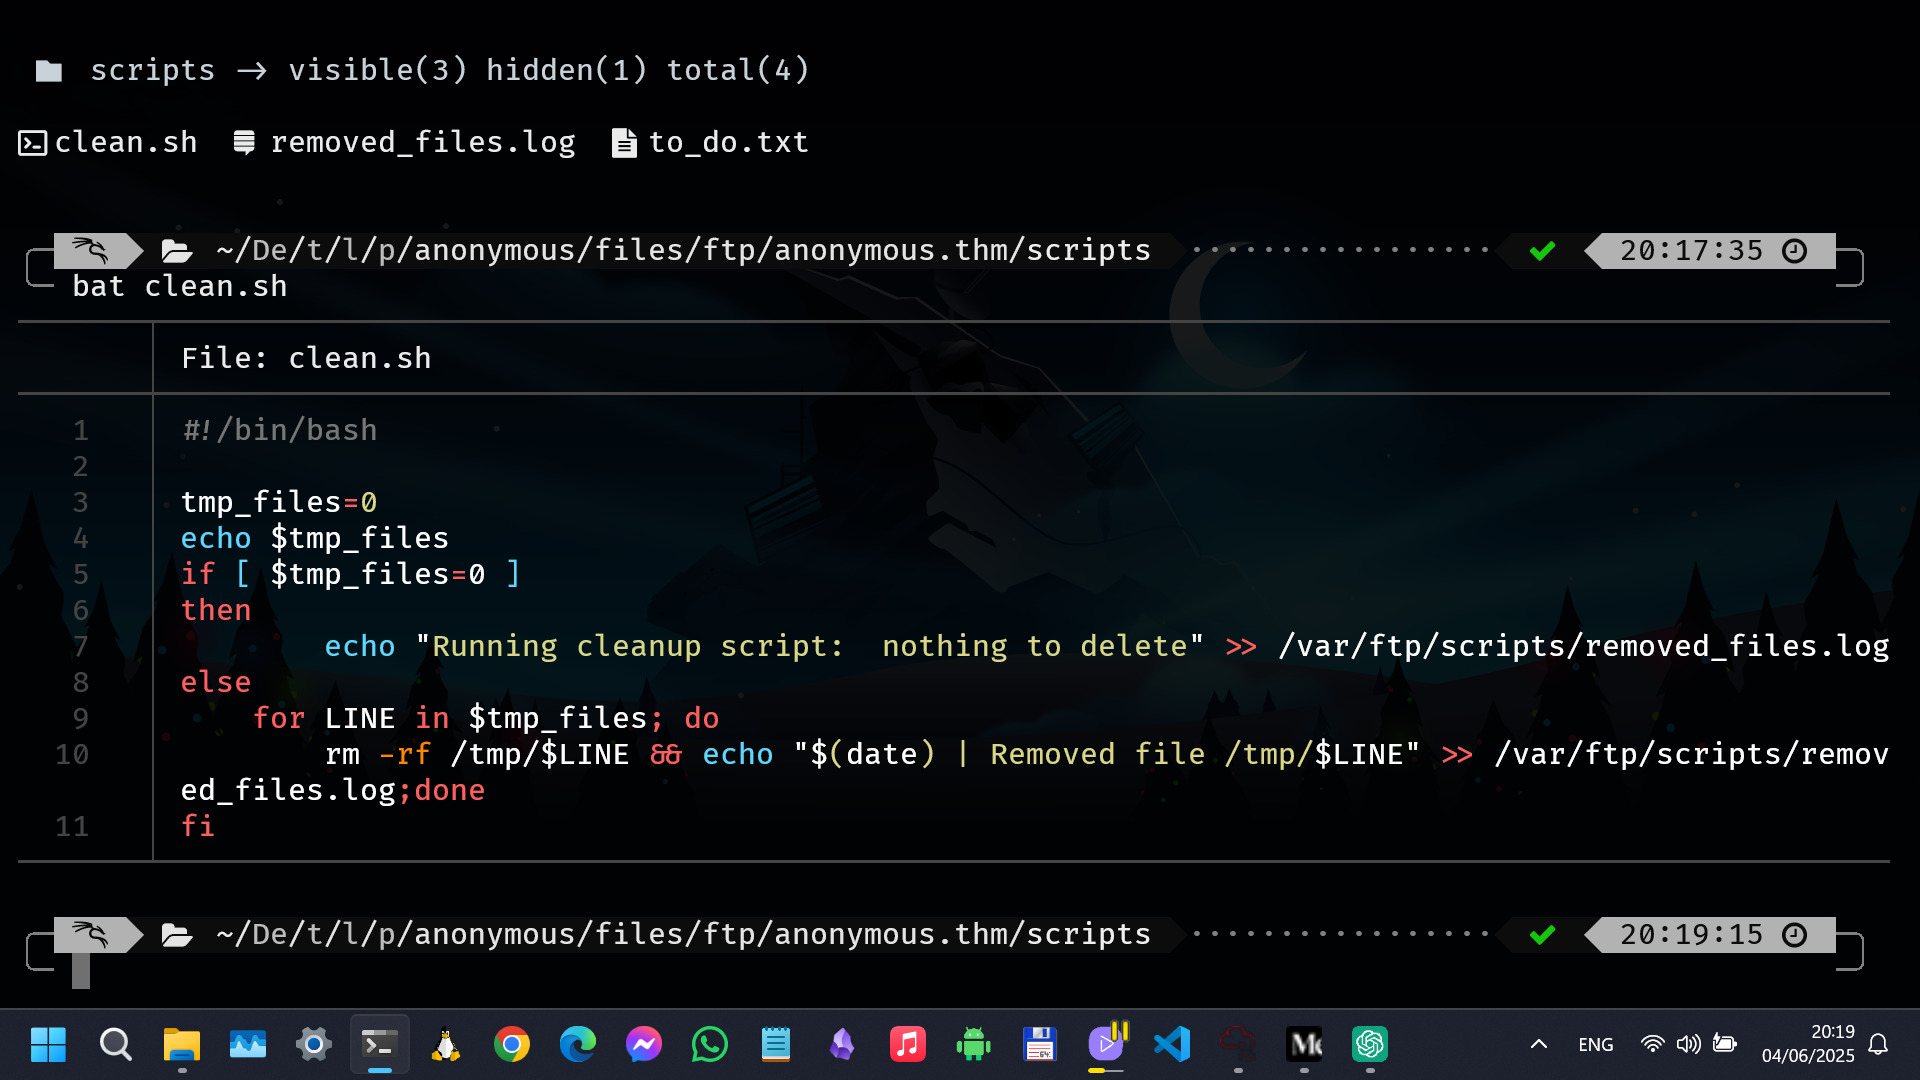 scripts → visible(3) hidden(1) total(4)
clean.sh removed_files.log to_do.txt
~/De/t/l/p/anonymous/files/ftp/anonymous.thm/scripts 20:17:35
bat clean.sh
File: clean.sh
1 #!/bin/bash
2
3 tmp_files=0
4 echo $tmp_files
5 if [ $tmp_files=0 ]
6 then
7         echo "Running cleanup script:  nothing to delete" >> /var/ftp/scripts/removed_files.log
8 else
9     for LINE in $tmp_files; do
10         rm -rf /tmp/$LINE && echo "$(date) | Removed file /tmp/$LINE" >> /var/ftp/scripts/remov
ed_files.log;done
11 fi
~/De/t/l/p/anonymous/files/ftp/anonymous.thm/scripts 20:19:15
64
ENG
20:19
04/06/2025